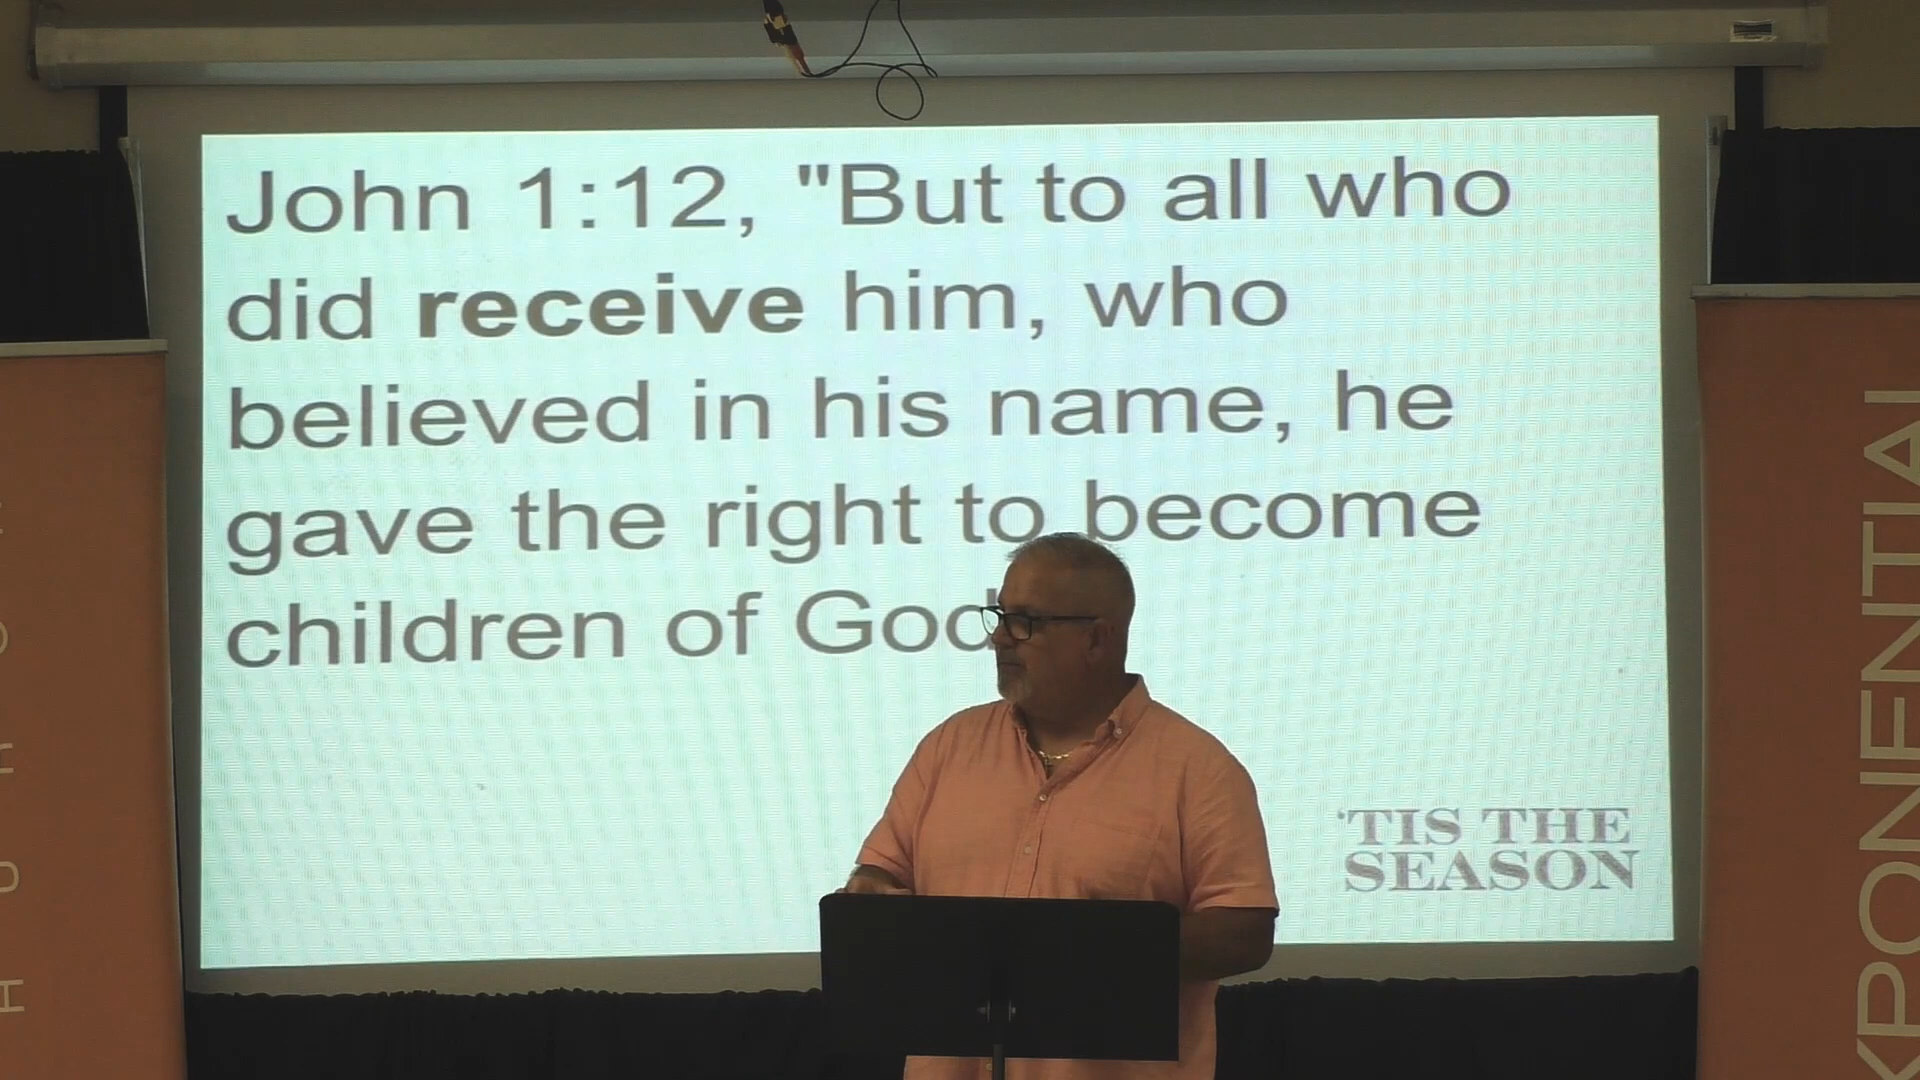 John 1:12, "But to all who
did receive him, who
believed in his name, he
gave the right to become
children of God
'TIS THE
SEASON